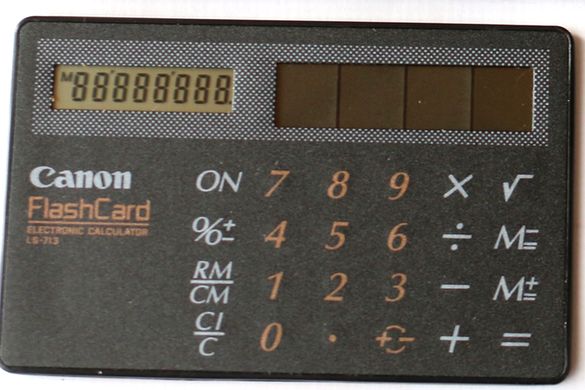 M 88888888
Canon
FlashCard
ELECTRONIC CALCULATOR
LS-713
ON 7 8 9 × √
%± 4 5 6 ÷ M=
RM/CM 1 2 3 − M±
CI/C 0 · + =